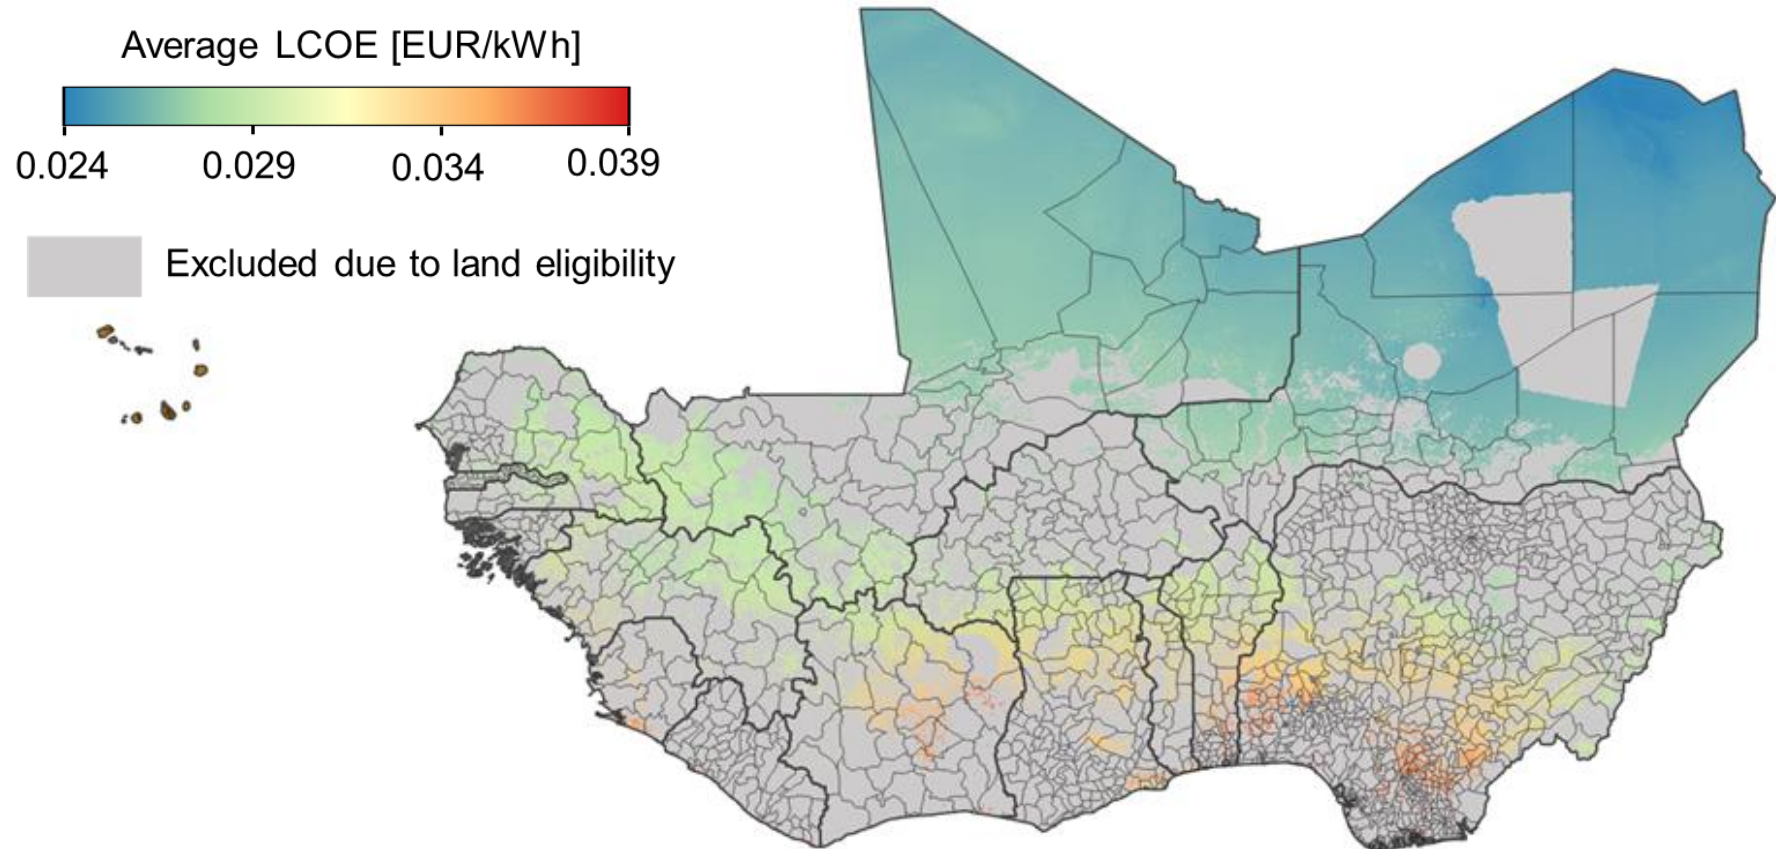 Average LCOE [EUR/kWh]
0.024 0.029 0.034 0.039
Excluded due to land eligibility